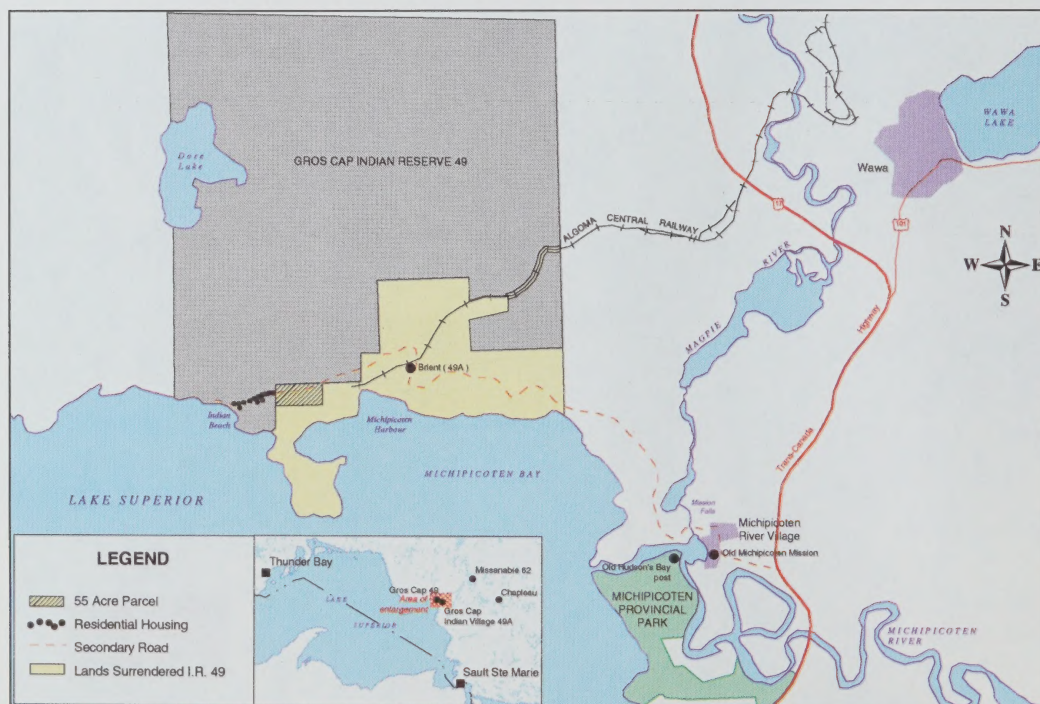 WAWA
LAKE
Wawa
Dore
Lake
GROS CAP INDIAN RESERVE 49
17
101
ALGOMA CENTRAL RAILWAY
N
W E
S
MAGPIE RIVER
Highway
Brient ( 49A )
Indian
Beach
Michipicoten
Harbour
Trans-Canada
MICHIPICOTEN BAY
LAKE SUPERIOR
Mission
Falls
Michipicoten
River Village
Old Michipicoten Mission
Old Hudson's Bay
post
MICHIPICOTEN
PROVINCIAL
PARK
MICHIPICOTEN
RIVER
LEGEND
55 Acre Parcel
Residential Housing
Secondary Road
Lands Surrendered I.R. 49
Thunder Bay
Missanabie 62
Gros Cap 49
Chapleau
Area of
enlargement
Gros Cap
Indian Village 49A
LAKE
SUPERIOR
Sault Ste Marie